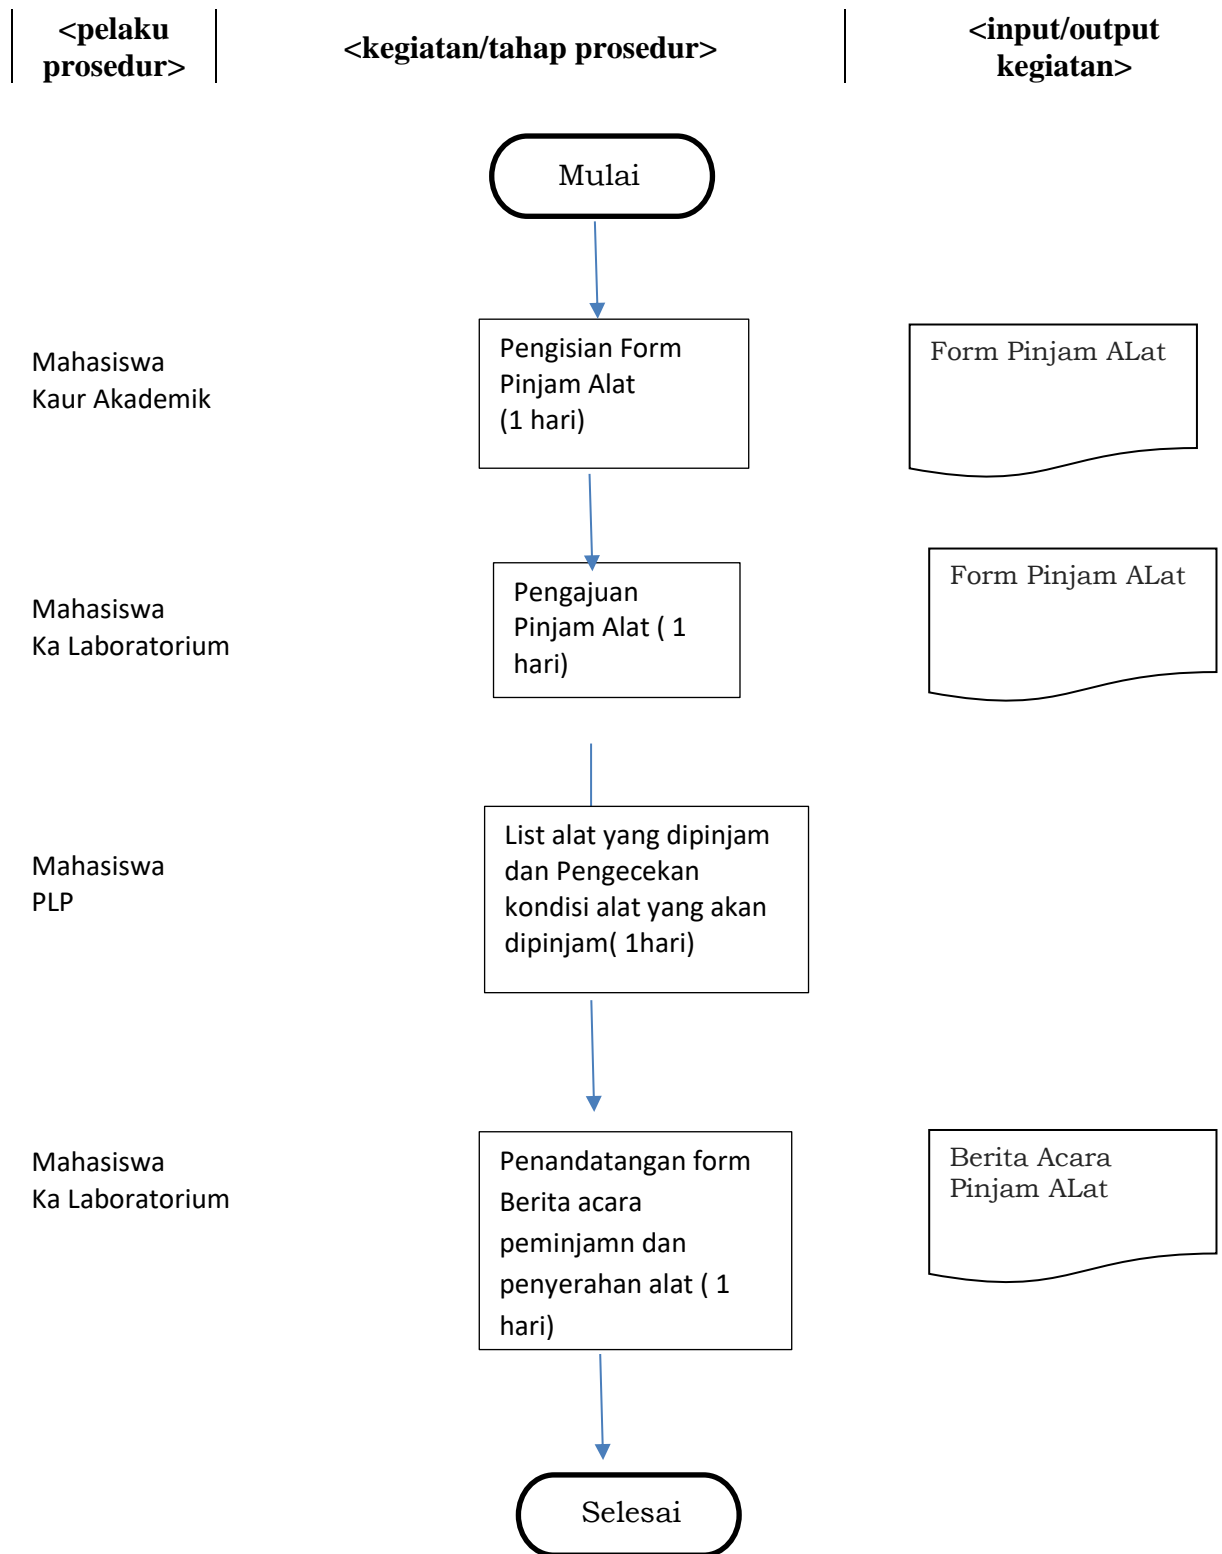 <pelaku
prosedur>
<kegiatan/tahap prosedur>
<input/output
kegiatan>
Mulai
Mahasiswa
Kaur Akademik
Pengisian Form
Pinjam Alat
(1 hari)
Form Pinjam ALat
Mahasiswa
Ka Laboratorium
Pengajuan
Pinjam Alat ( 1
hari)
Form Pinjam ALat
Mahasiswa
PLP
List alat yang dipinjam
dan Pengecekan
kondisi alat yang akan
dipinjam( 1hari)
Mahasiswa
Ka Laboratorium
Penandatangan form
Berita acara
peminjamn dan
penyerahan alat ( 1
hari)
Berita Acara
Pinjam ALat
Selesai